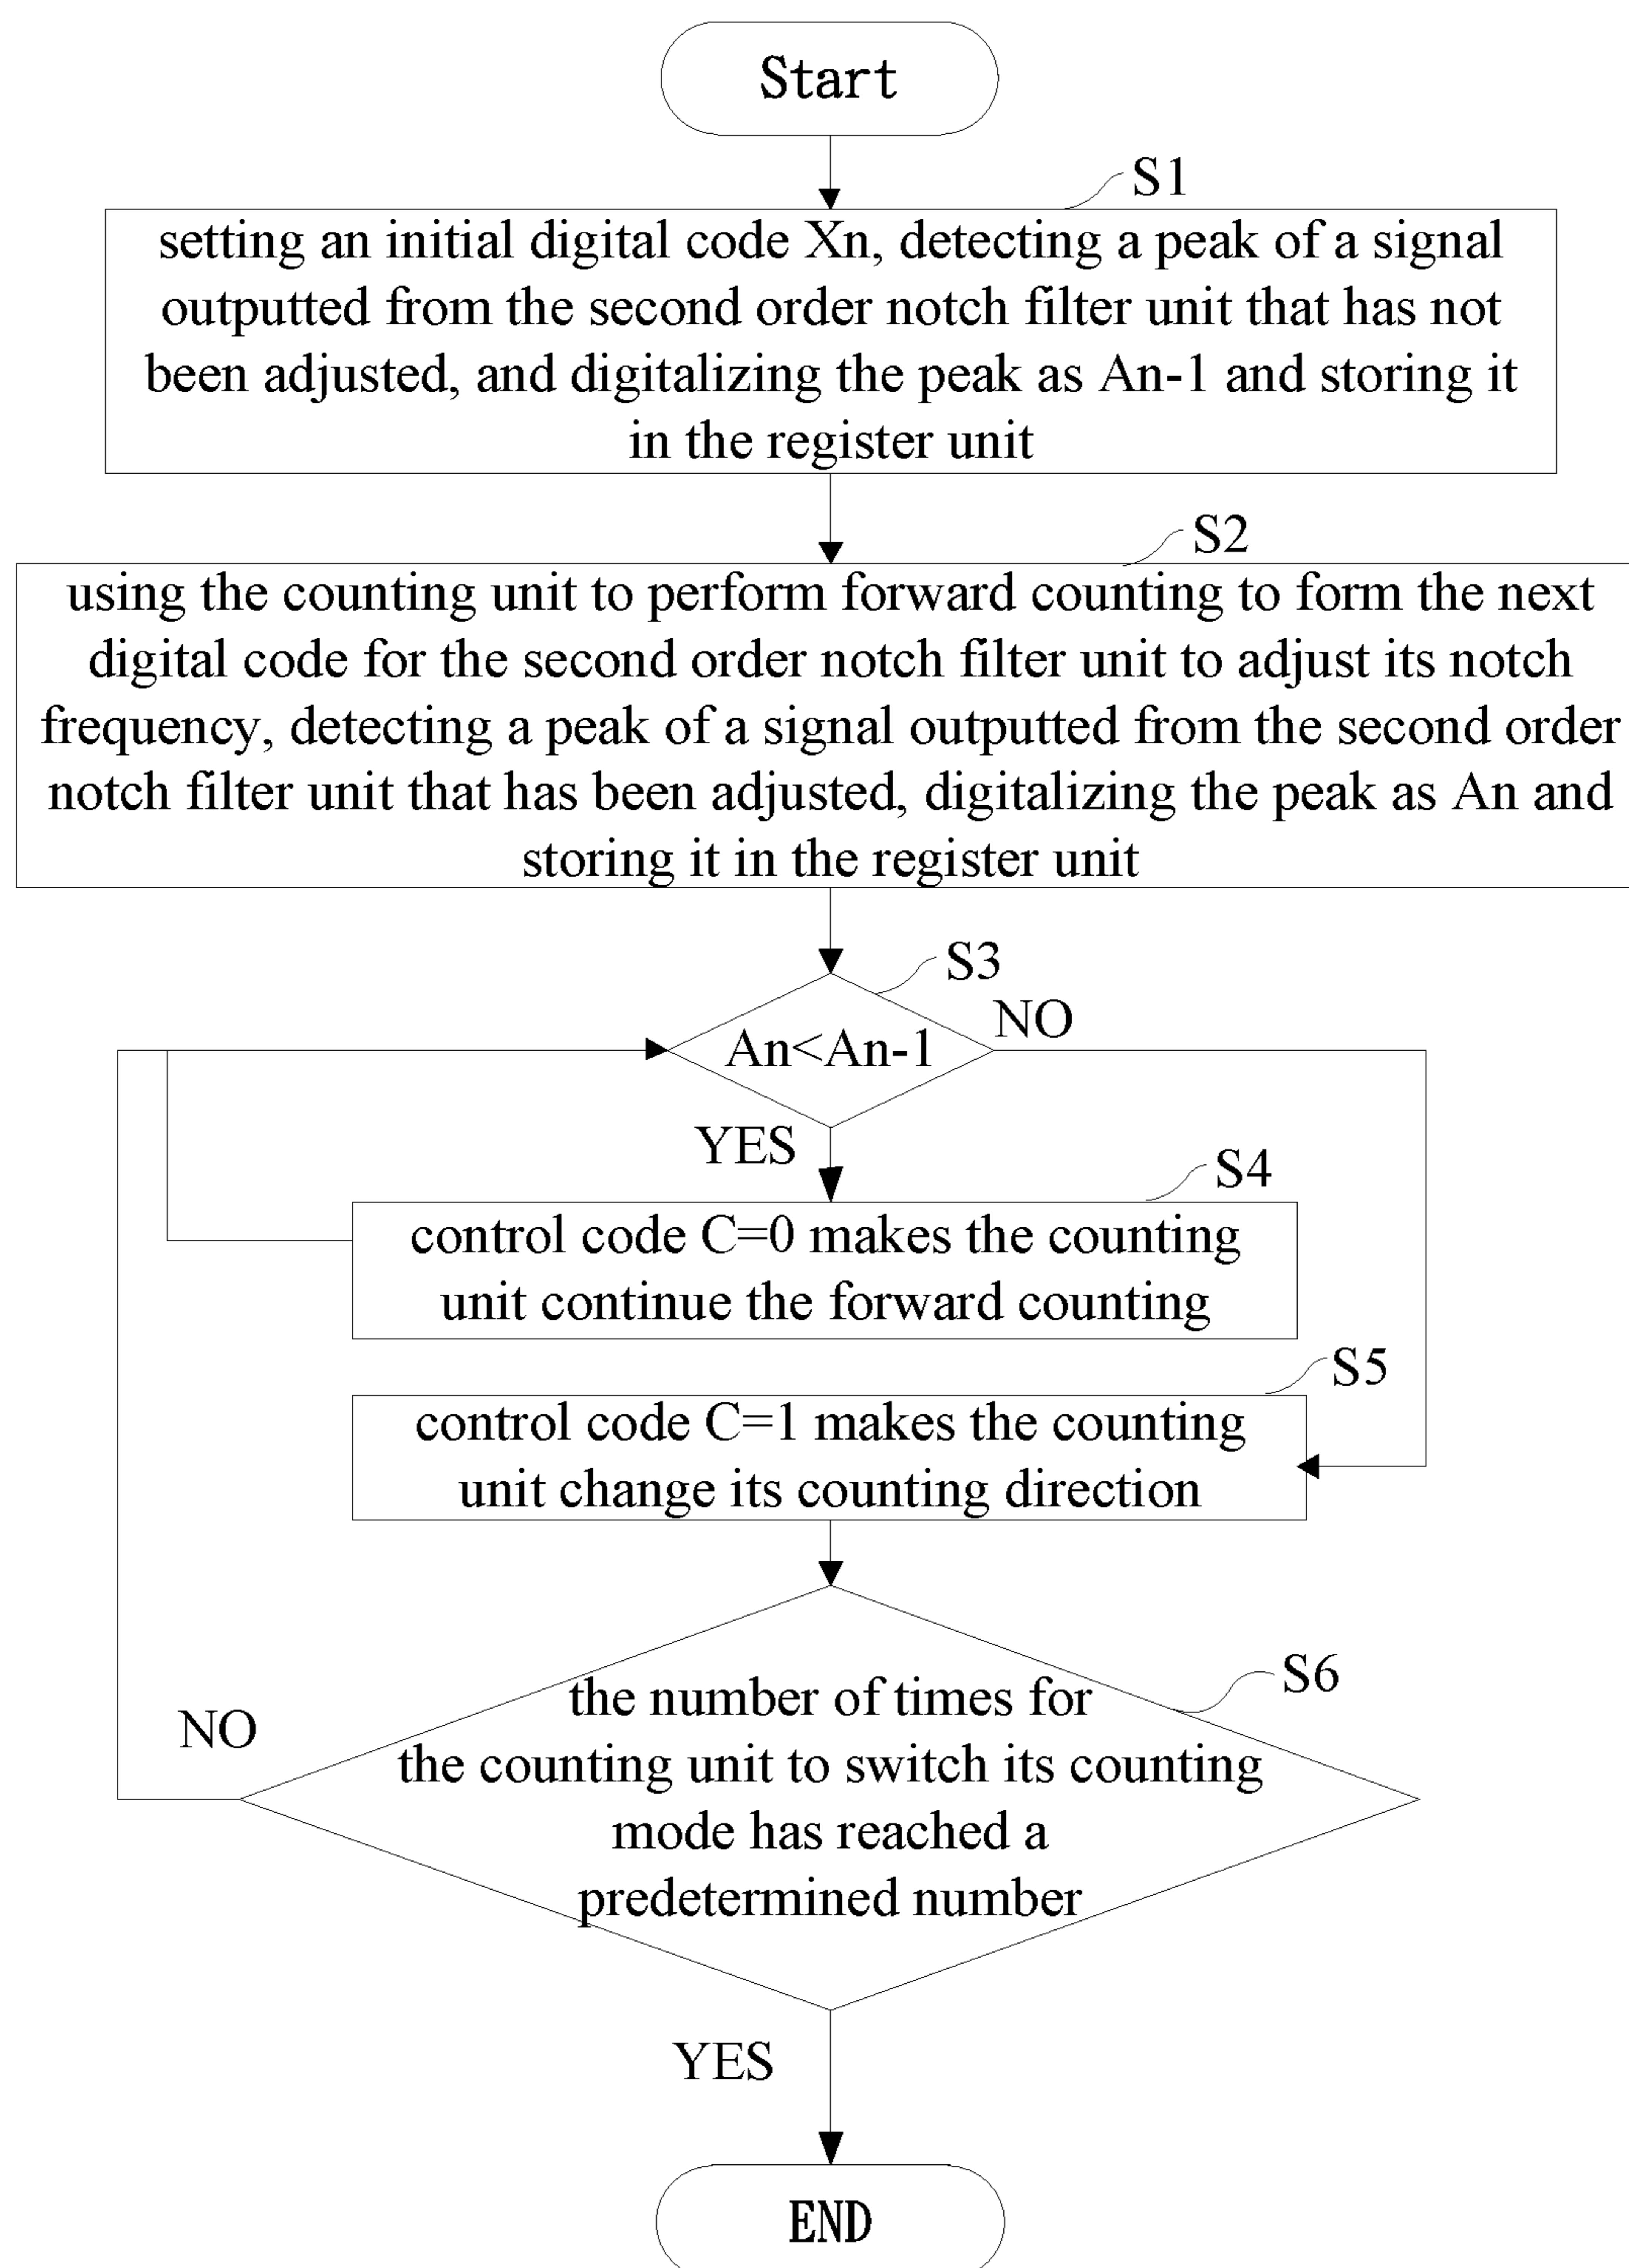 Start
S1
setting an initial digital code Xn, detecting a peak of a signal
outputted from the second order notch filter unit that has not
been adjusted, and digitalizing the peak as An-1 and storing it
in the register unit
S2
using the counting unit to perform forward counting to form the next
digital code for the second order notch filter unit to adjust its notch
frequency, detecting a peak of a signal outputted from the second order
notch filter unit that has been adjusted, digitalizing the peak as An and
storing it in the register unit
S3
NO
An<An-1
YES
S4
control code C=0 makes the counting
unit continue the forward counting
S5
control code C=1 makes the counting
unit change its counting direction
S6
the number of times for
NO
the counting unit to switch its counting
mode has reached a
predetermined number
YES
END